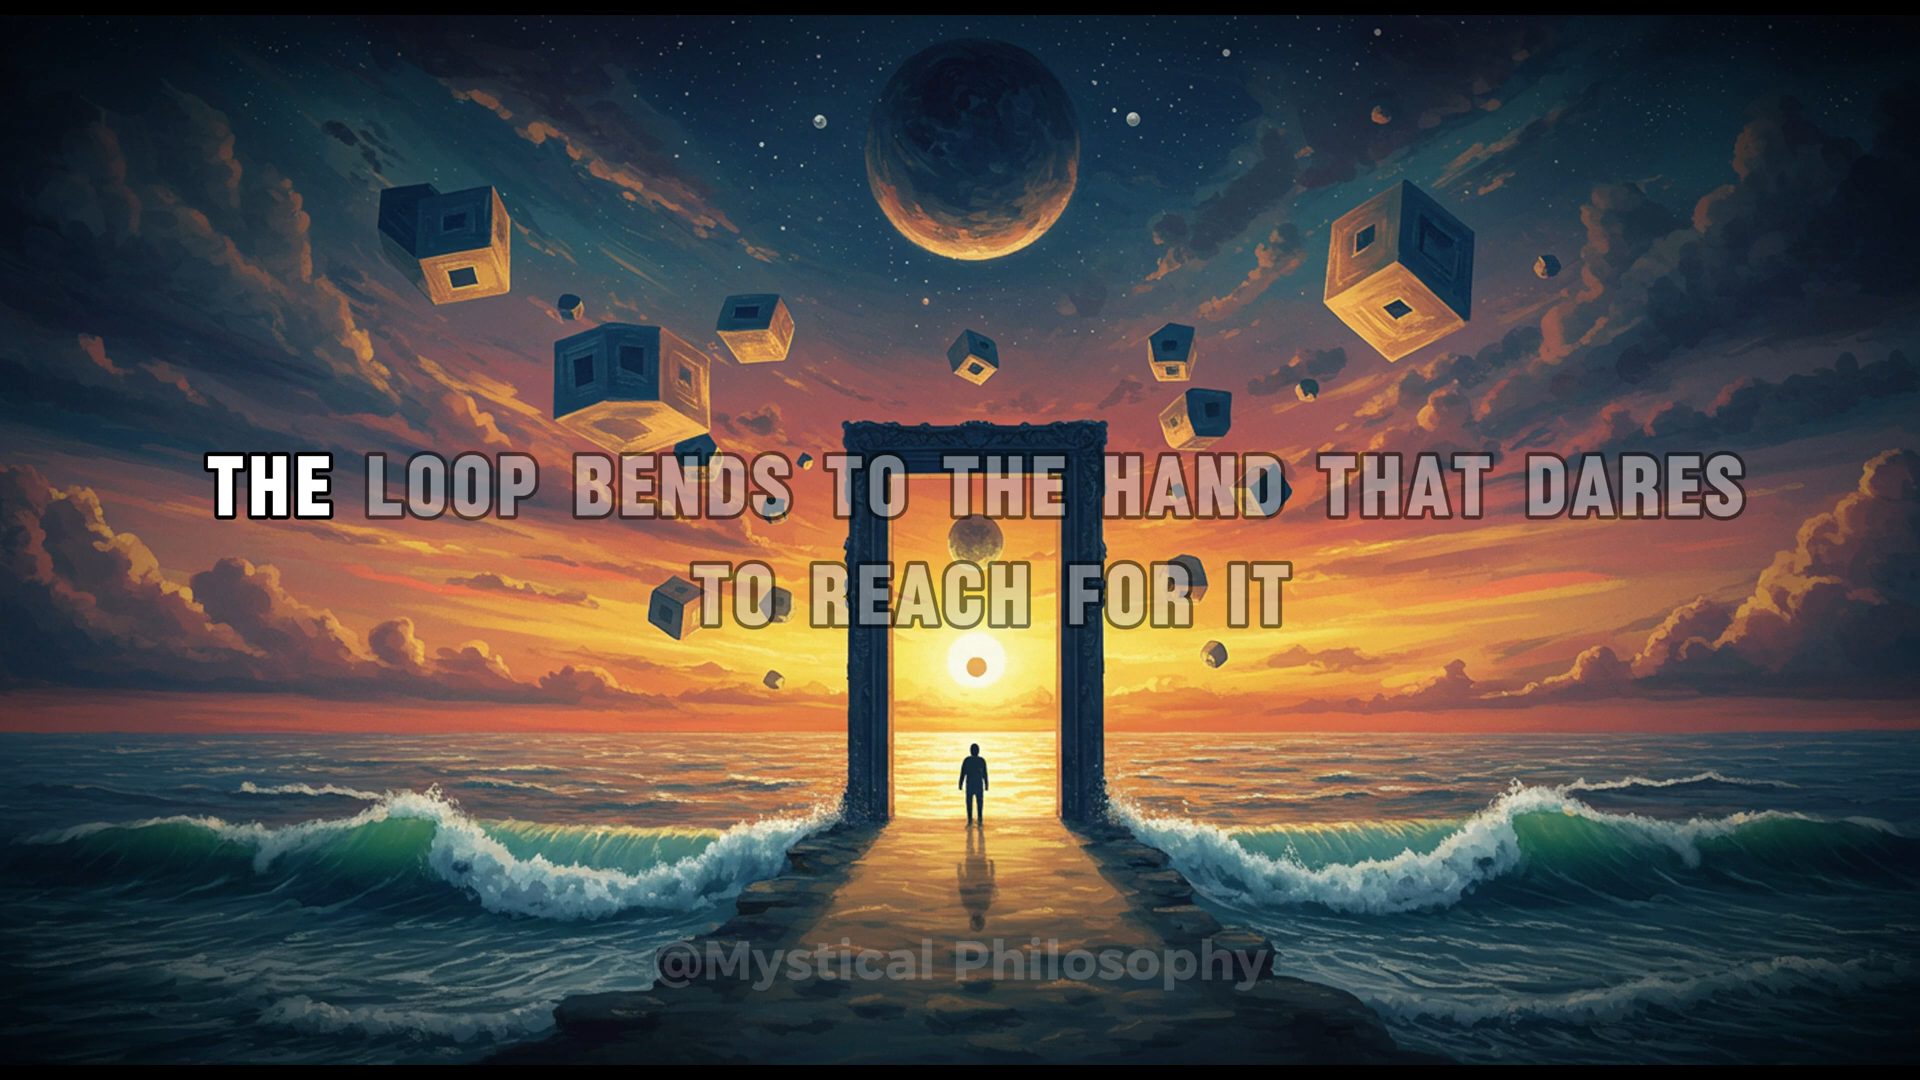 THE LOOP BENDS TO THE HAND THAT DARES
TO REACH FOR IT
@Mystical Philosophy